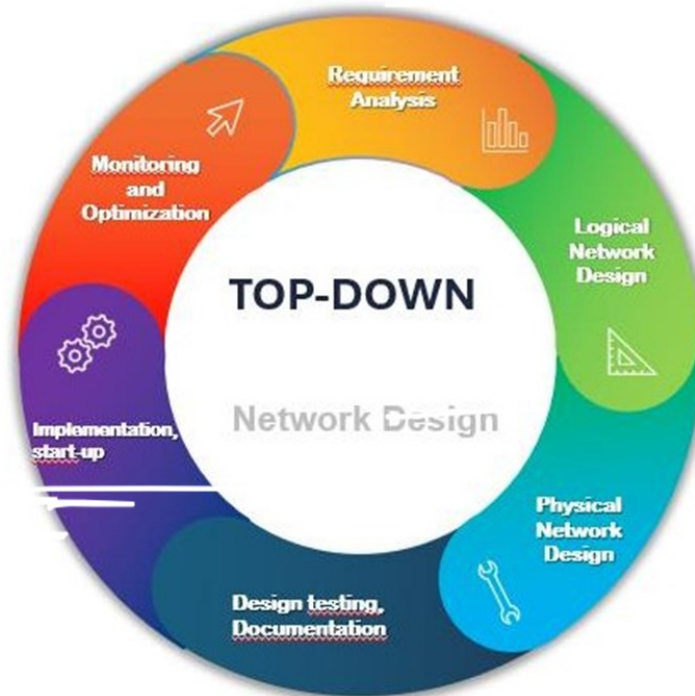 TOP-DOWN
Network Design
Requirement
Analysis
Logical
Network
Design
Physical
Network
Design
Design testing,
Documentation
Implementation,
start-up
Monitoring
and
Optimization